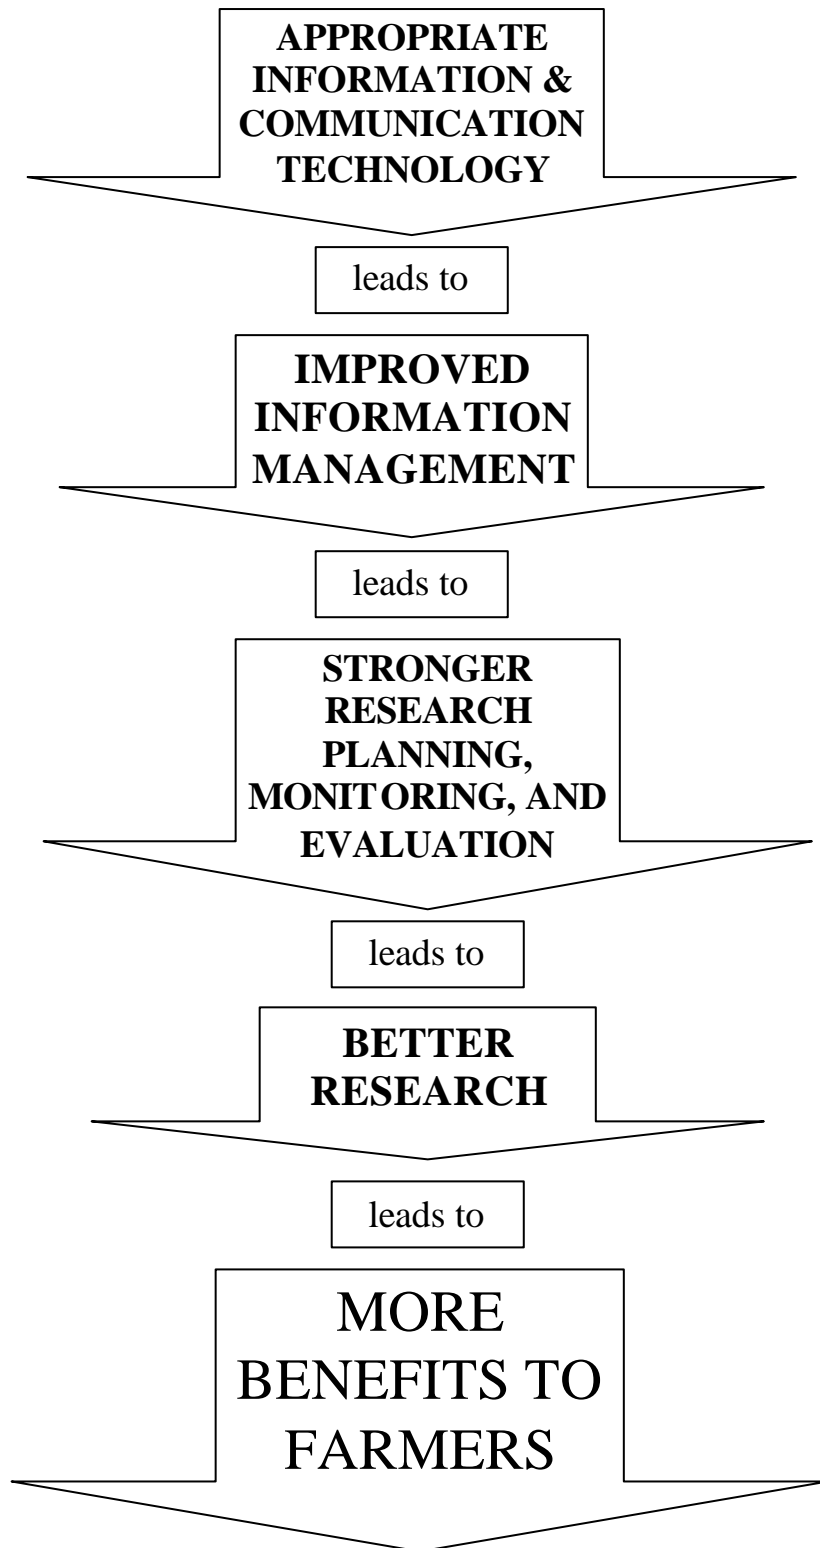 APPROPRIATE
INFORMATION &
COMMUNICATION
TECHNOLOGY
leads to
IMPROVED
INFORMATION
MANAGEMENT
leads to
STRONGER
RESEARCH
PLANNING,
MONITORING, AND
EVALUATION
leads to
BETTER
RESEARCH
leads to
MORE
BENEFITS TO
FARMERS